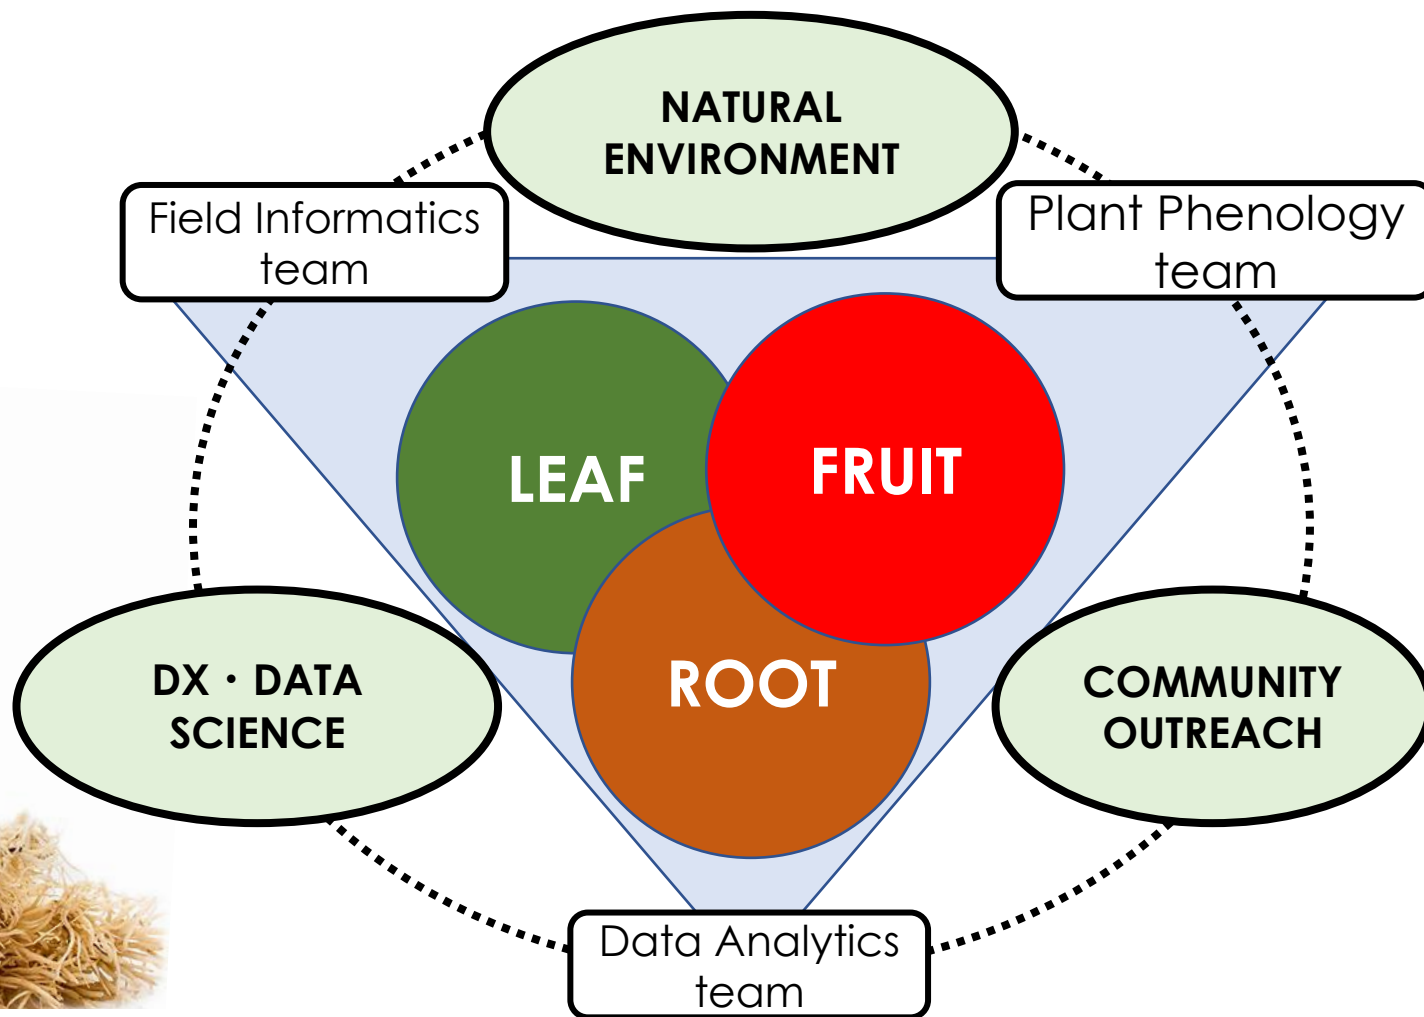 NATURAL
ENVIRONMENT
Field Informatics
team
Plant Phenology
team
LEAF
FRUIT
ROOT
DX・DATA
SCIENCE
COMMUNITY
OUTREACH
Data Analytics
team